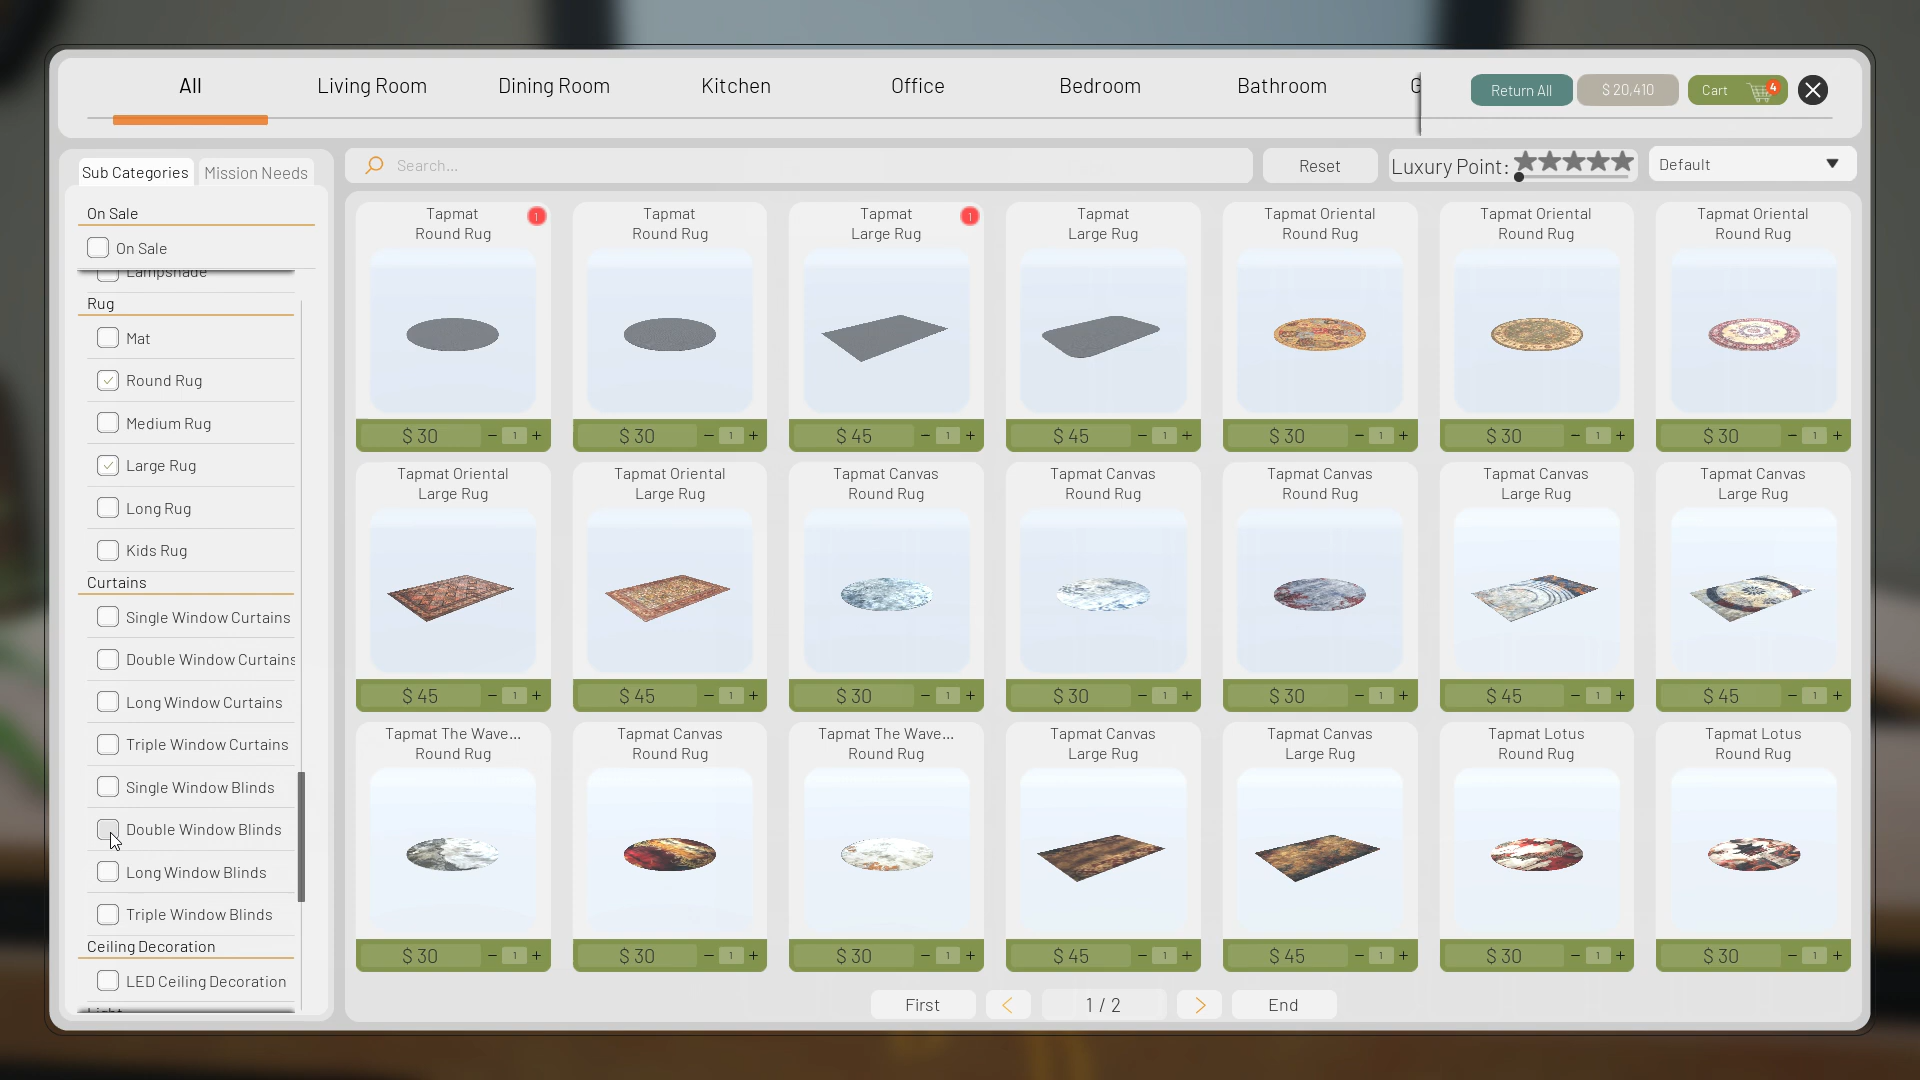 All
Living Room
Dining Room
Kitchen
Office
Bedroom
Bathroom
Return All
$ 20,410
Cart
4
Sub Categories
Mission Needs
Search...
Reset
Luxury Point:
Default
On Sale
On Sale
Lampshade
Rug
Mat
Round Rug
Medium Rug
Large Rug
Long Rug
Kids Rug
Curtains
Single Window Curtains
Double Window Curtains
Long Window Curtains
Triple Window Curtains
Single Window Blinds
Double Window Blinds
Long Window Blinds
Triple Window Blinds
Ceiling Decoration
LED Ceiling Decoration
Light
Tapmat
Round Rug
1
$ 30
− 1 +
Tapmat
Round Rug
$ 30
− 1 +
Tapmat
Large Rug
1
$ 45
− 1 +
Tapmat
Large Rug
$ 45
− 1 +
Tapmat Oriental
Round Rug
$ 30
− 1 +
Tapmat Oriental
Round Rug
$ 30
− 1 +
Tapmat Oriental
Round Rug
$ 30
− 1 +
Tapmat Oriental
Large Rug
$ 45
− 1 +
Tapmat Oriental
Large Rug
$ 45
− 1 +
Tapmat Canvas
Round Rug
$ 30
− 1 +
Tapmat Canvas
Round Rug
$ 30
− 1 +
Tapmat Canvas
Round Rug
$ 30
− 1 +
Tapmat Canvas
Large Rug
$ 45
− 1 +
Tapmat Canvas
Large Rug
$ 45
− 1 +
Tapmat The Wave...
Round Rug
$ 30
− 1 +
Tapmat Canvas
Round Rug
$ 30
− 1 +
Tapmat The Wave...
Round Rug
$ 30
− 1 +
Tapmat Canvas
Large Rug
$ 45
− 1 +
Tapmat Canvas
Large Rug
$ 45
− 1 +
Tapmat Lotus
Round Rug
$ 30
− 1 +
Tapmat Lotus
Round Rug
$ 30
− 1 +
First
<
1 / 2
>
End